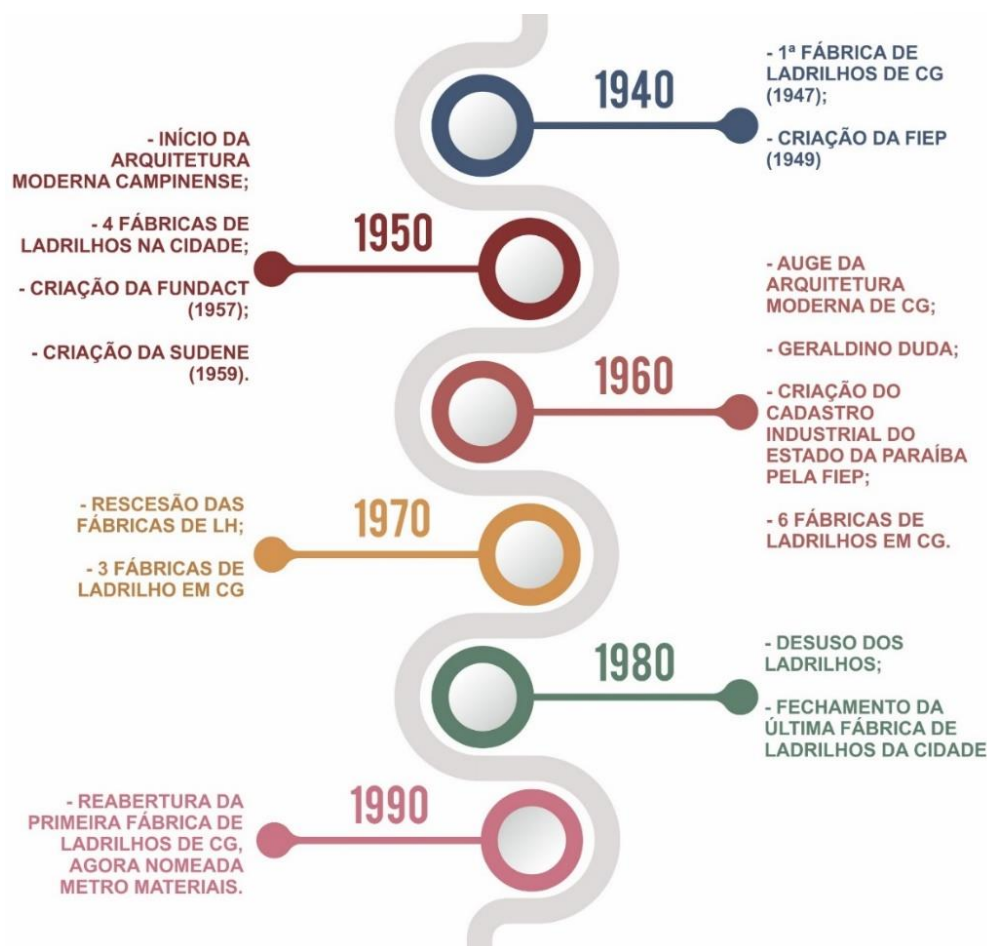 1940
- 1ª FÁBRICA DE
LADRILHOS DE CG
(1947);
- CRIAÇÃO DA FIEP
(1949)
1950
- INÍCIO DA
ARQUITETURA
MODERNA CAMPINENSE;
- 4 FÁBRICAS DE
LADRILHOS NA CIDADE;
- CRIAÇÃO DA FUNDACT
(1957);
- CRIAÇÃO DA SUDENE
(1959).
1960
- AUGE DA
ARQUITETURA
MODERNA DE CG;
- GERALDINO DUDA;
- CRIAÇÃO DO
CADASTRO
INDUSTRIAL DO
ESTADO DA PARAÍBA
PELA FIEP;
- 6 FÁBRICAS DE
LADRILHOS EM CG.
1970
- RESCESÃO DAS
FÁBRICAS DE LH;
- 3 FÁBRICAS DE
LADRILHO EM CG
1980
- DESUSO DOS
LADRILHOS;
- FECHAMENTO DA
ÚLTIMA FÁBRICA DE
LADRILHOS DA CIDADE
1990
- REABERTURA DA
PRIMEIRA FÁBRICA DE
LADRILHOS DE CG,
AGORA NOMEADA
METRO MATERIAIS.